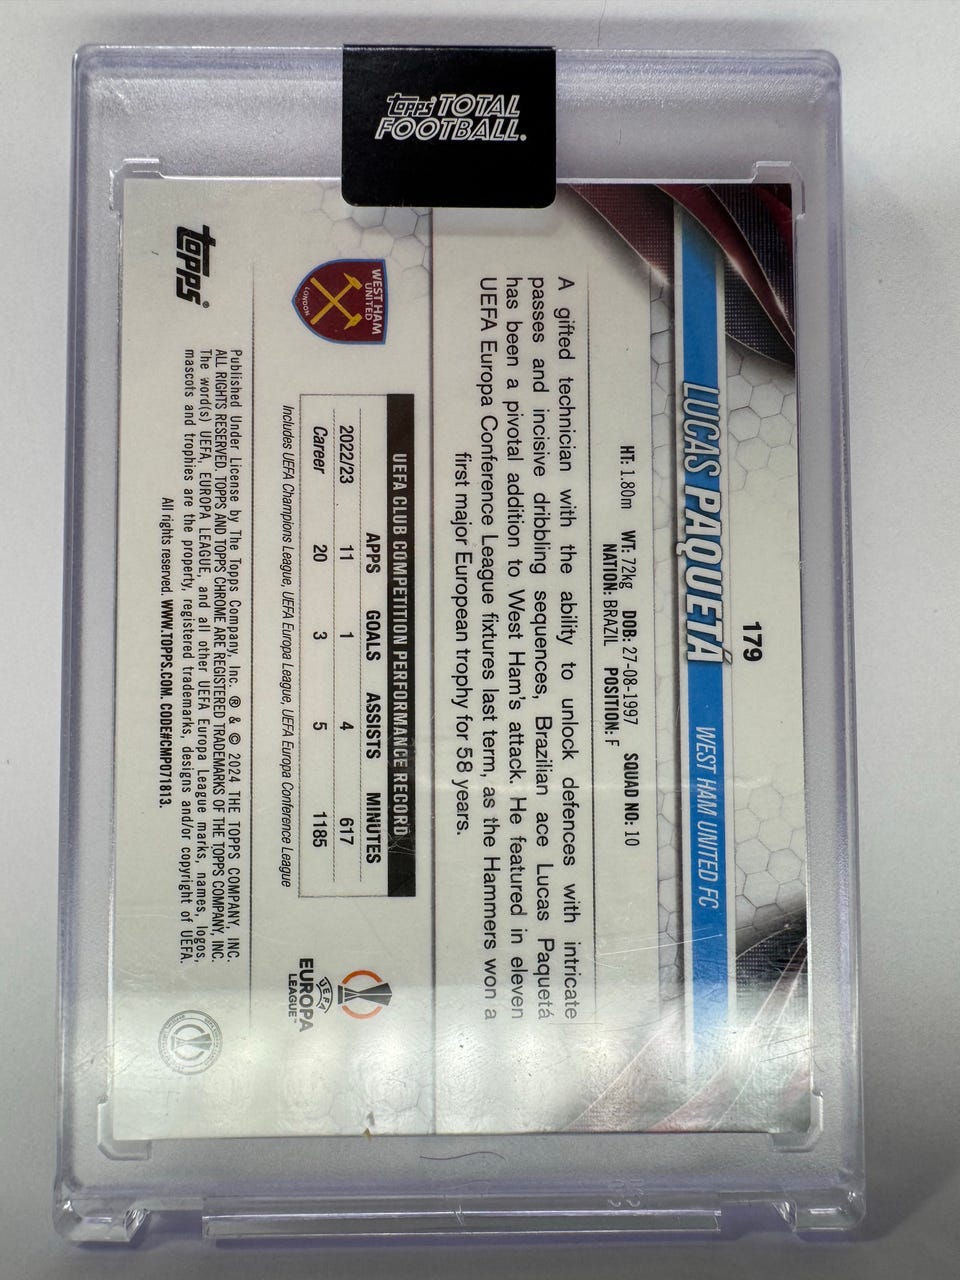 topps TOTAL
FOOTBALL.
179
LUCAS PAQUETÁ WEST HAM UNITED FC
HT: 1.80m WT: 72kg DOB: 27-08-1997 SQUAD NO: 10
NATION: BRAZIL POSITION: F
A gifted technician with the ability to unlock defences with intricate
passes and incisive dribbling sequences, Brazilian ace Lucas Paquetá
has been a pivotal addition to West Ham's attack. He featured in eleven
UEFA Europa Conference League fixtures last term, as the Hammers won a
first major European trophy for 58 years.
WEST HAM
UNITED
LONDON
UEFA CLUB COMPETITION PERFORMANCE RECORD
APPS GOALS ASSISTS MINUTES
2022/23 11 1 4 617
Career 20 3 5 1185
Includes UEFA Champions League, UEFA Europa League, UEFA Europa Conference League
UEFA
EUROPA
LEAGUE™
topps®
Published Under License by The Topps Company, Inc. ® & © 2024 THE TOPPS COMPANY, INC.
ALL RIGHTS RESERVED. TOPPS AND TOPPS CHROME ARE REGISTERED TRADEMARKS OF THE TOPPS COMPANY, INC.
The word(s) UEFA, EUROPA LEAGUE, and all other UEFA Europa League marks, names, logos,
mascots and trophies are the property, registered trademarks, designs and/or copyright of UEFA.
All rights reserved. WWW.TOPPS.COM. CODE#CMP071813.